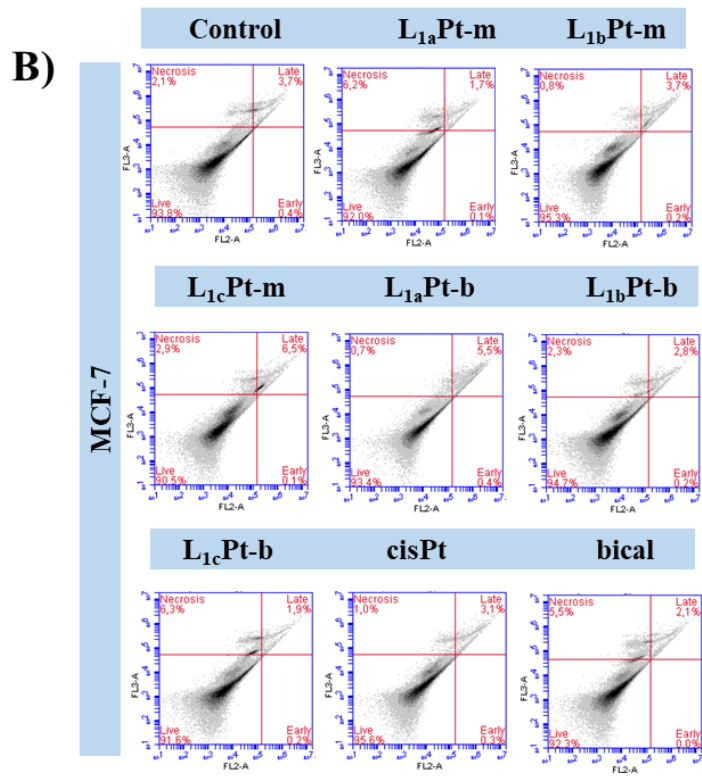 B)
MCF-7
Control L₁ₐPt-m L₁bPt-m
Necrosis 2,1% Late 3,7% Live 93,8% Early 0,4%
FL3-A FL2-A
Necrosis 6,2% Late 1,7% Live 92,0% Early 0,1%
FL3-A FL2-A
Necrosis 0,8% Late 3,7% Live 95,3% Early 0,2%
FL3-A FL2-A
L₁cPt-m L₁ₐPt-b L₁bPt-b
Necrosis 2,9% Late 6,5% Live 90,5% Early 0,1%
FL3-A FL2-A
Necrosis 0,7% Late 5,5% Live 93,4% Early 0,4%
FL3-A FL2-A
Necrosis 2,3% Late 2,8% Live 94,7% Early 0,2%
FL3-A FL2-A
L₁cPt-b cisPt bical
Necrosis 6,3% Late 1,9% Live 91,6% Early 0,2%
FL3-A FL2-A
Necrosis 1,0% Late 3,1% Live 95,6% Early 0,3%
FL3-A FL2-A
Necrosis 5,5% Late 2,1% Live 92,3% Early 0,0%
FL3-A FL2-A